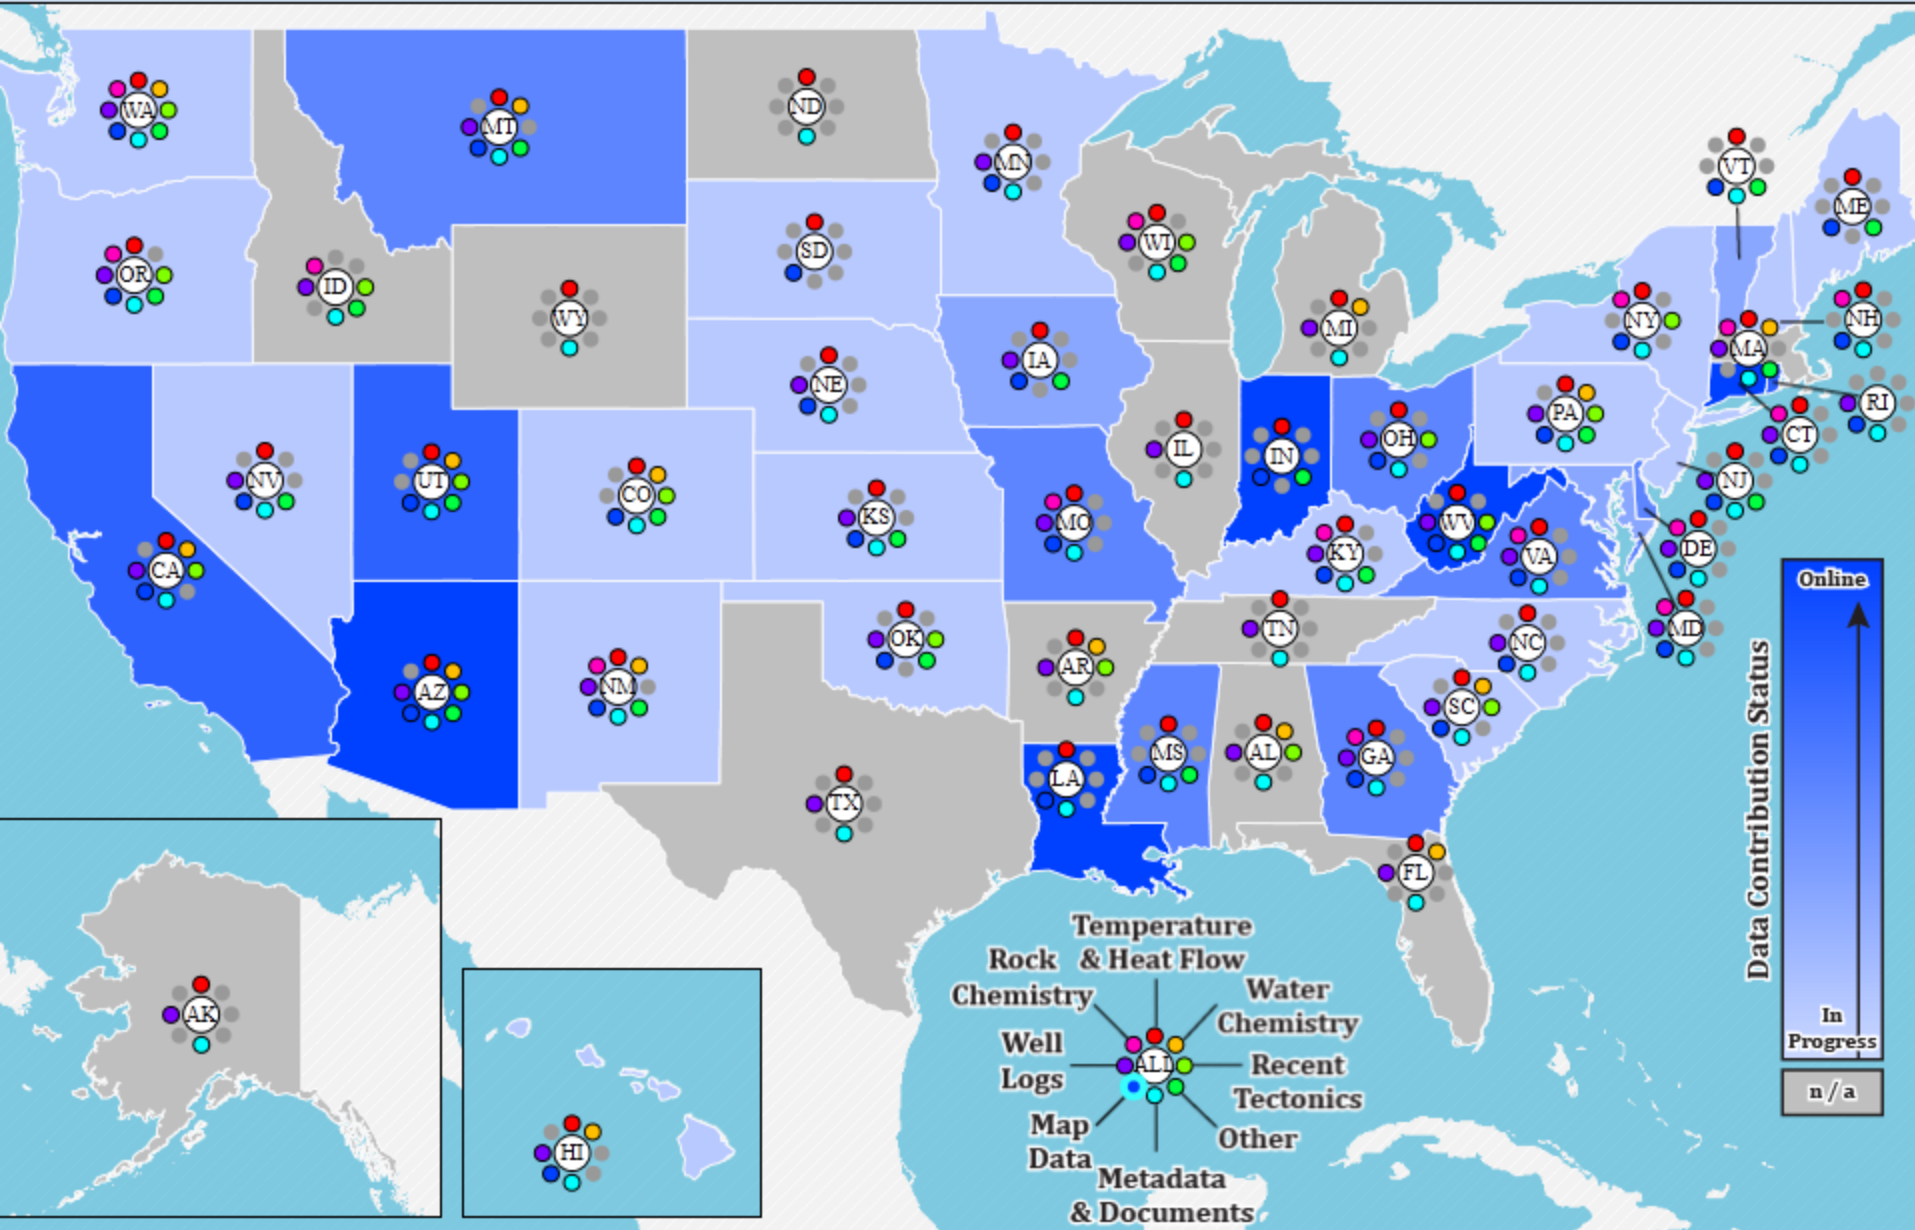 WA
MT
ND
MN
VT
ME
OR
ID
SD
WI
WY
MI
NY
MA
NH
IA
NE
PA
RI
OH
CT
IL
IN
NV
UT
CO
KS
MO
WV
NJ
KY
VA
DE
CA
OK
TN
NC
MD
AZ
NM
AR
SC
MS
AL
GA
LA
TX
FL
AK
HI
Temperature
& Heat Flow
Rock
Chemistry
Water
Chemistry
Well
Logs
ALL
Recent
Tectonics
Map
Data
Other
Metadata
& Documents
Data Contribution Status
Online
In
Progress
n/a